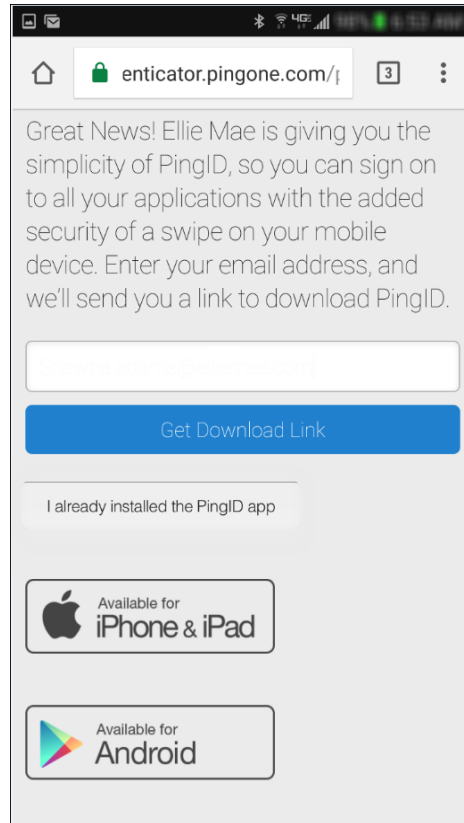 4G
enticator.pingone.com/p
3
Great News! Ellie Mae is giving you the
simplicity of PingID, so you can sign on
to all your applications with the added
security of a swipe on your mobile
device. Enter your email address, and
we'll send you a link to download PingID.
Get Download Link
I already installed the PingID app
Available for
iPhone & iPad
Available for
Android